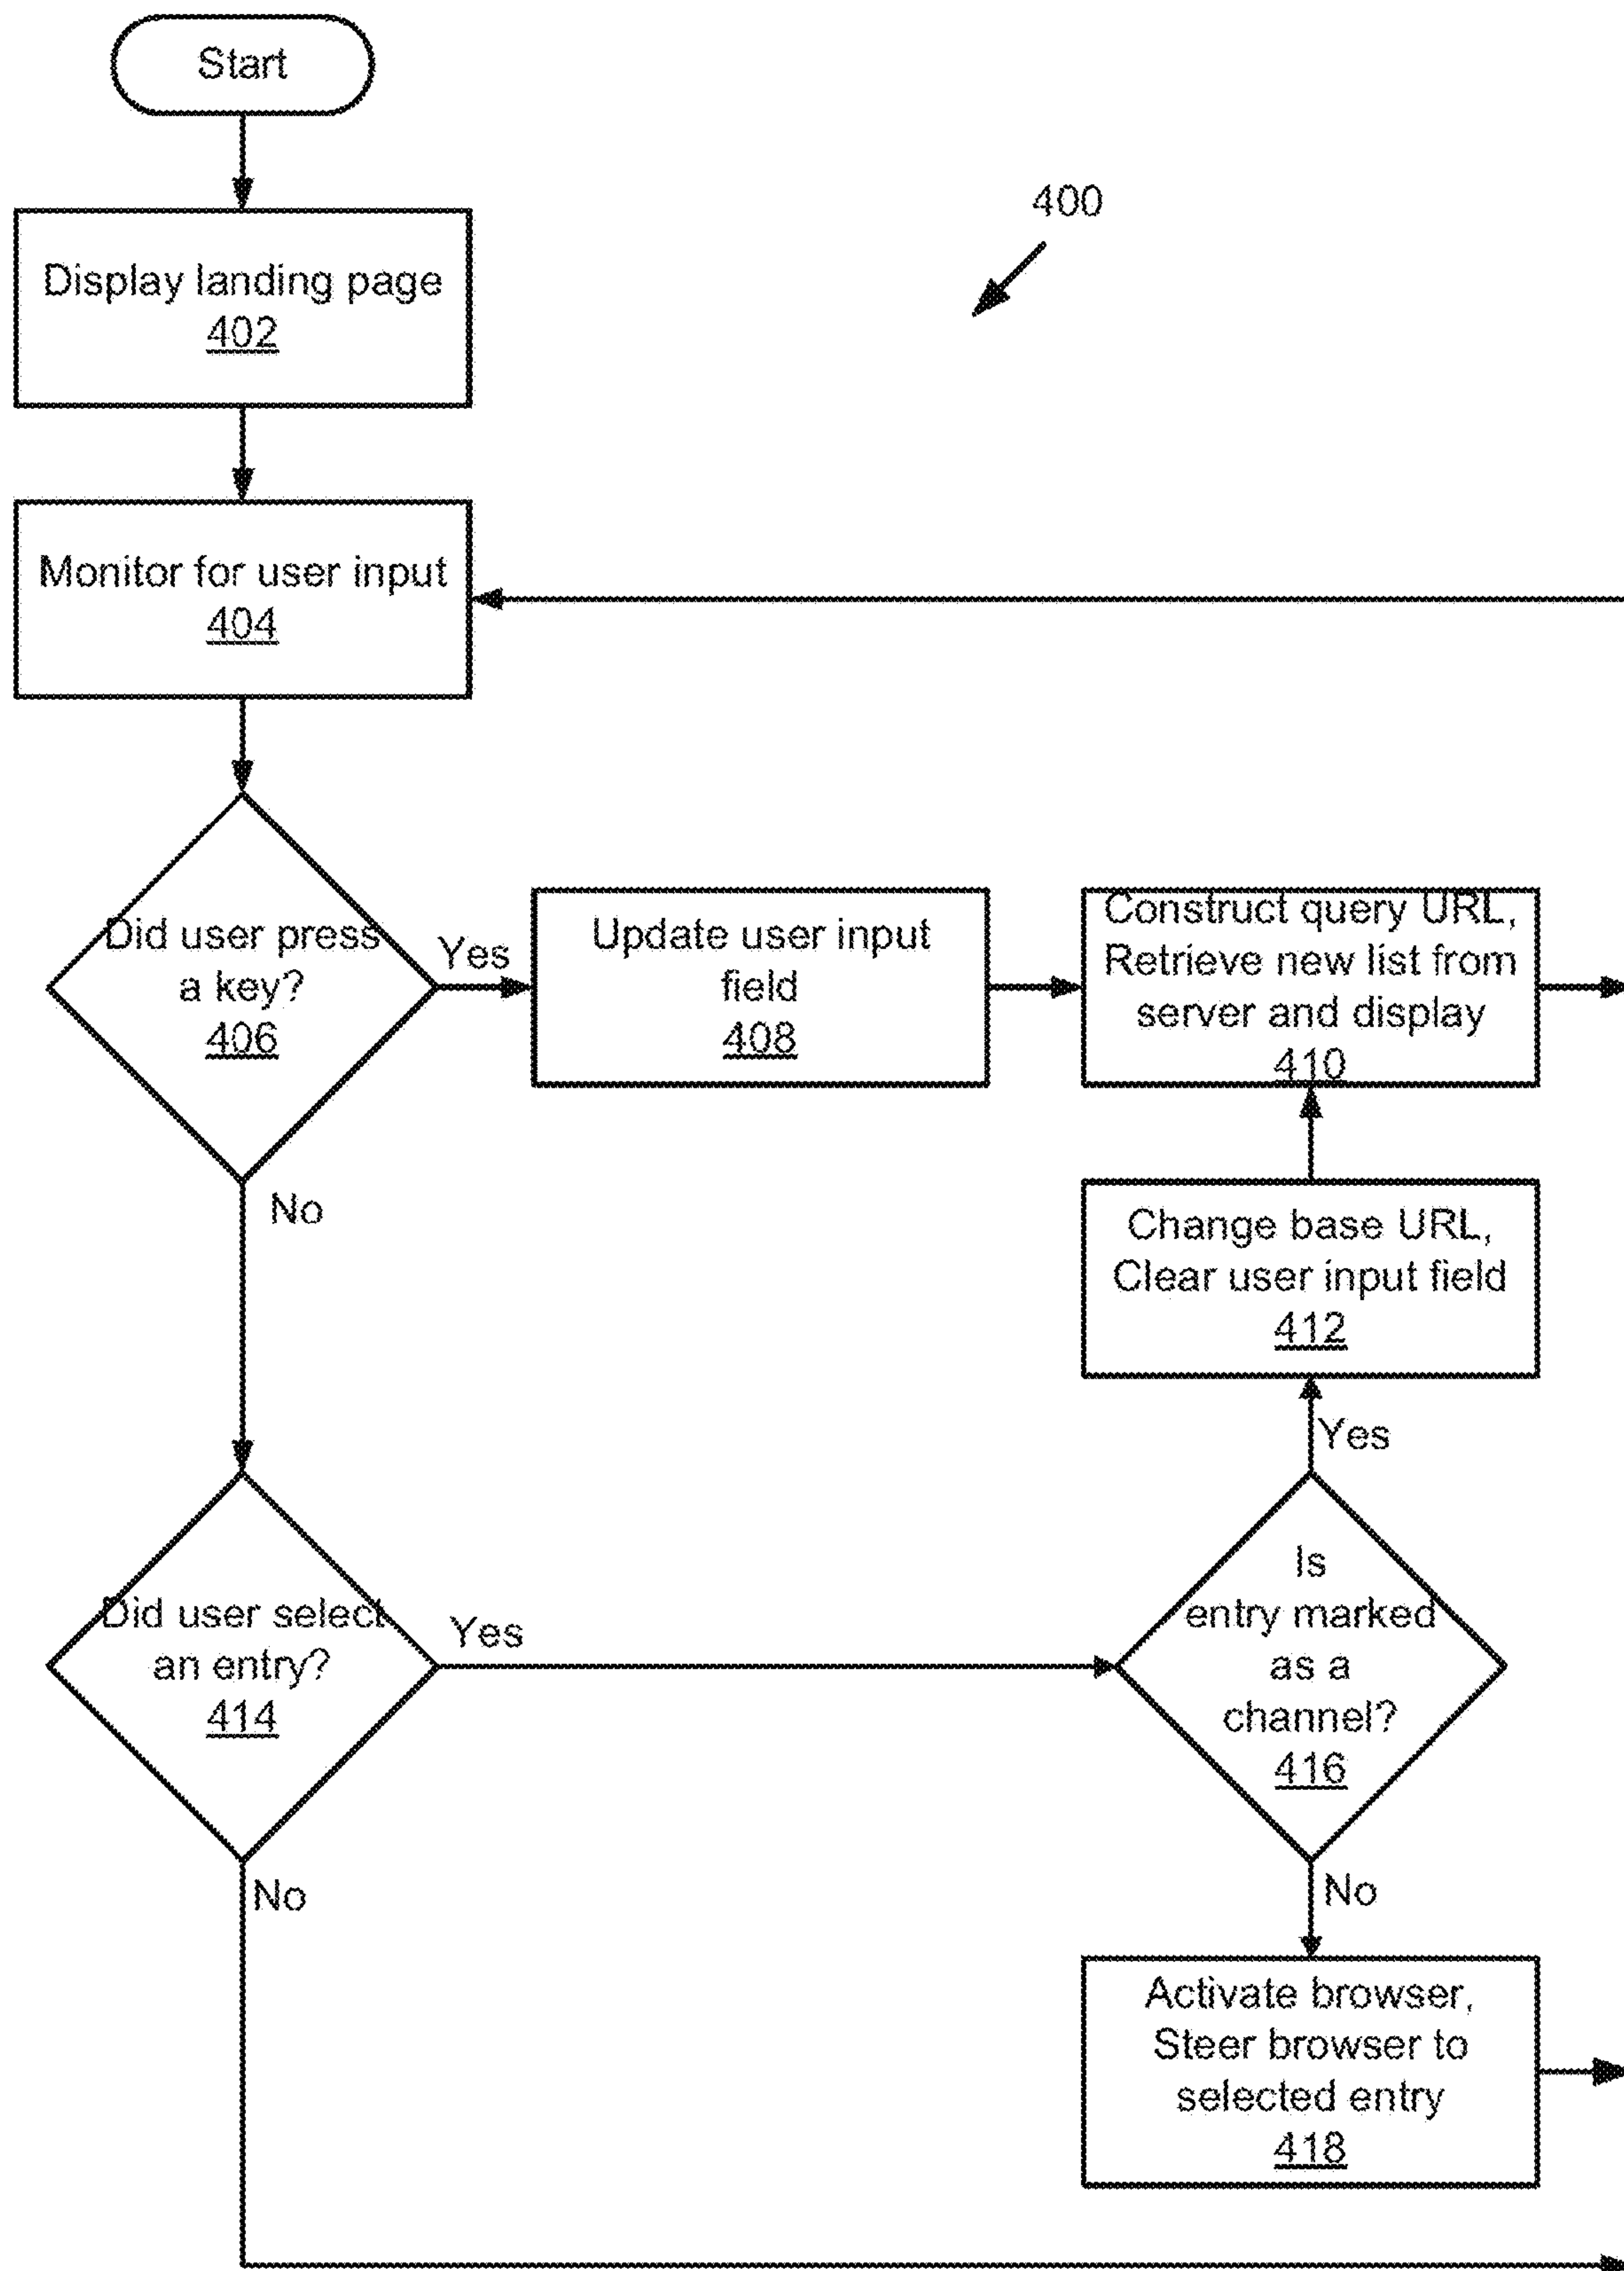 Start
400
Display landing page
402
Monitor for user input
404
Did user press
a key?
406
Yes
Update user input
field
408
Construct query URL,
Retrieve new list from
server and display
410
No
Change base URL,
Clear user input field
412
Yes
Did user select
an entry?
414
Yes
Is
entry marked
as a
channel?
416
No
No
Activate browser,
Steer browser to
selected entry
418